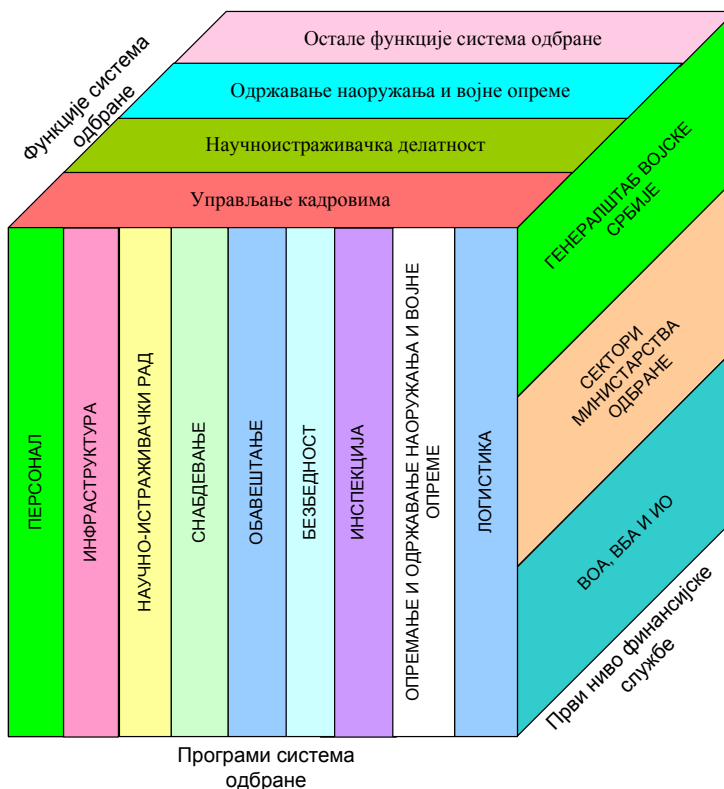 Функције система
одбране
Остале функције система одбране
Одржавање наоружања и војне опреме
Научноистраживачка делатност
Управљање кадровима
ГЕНЕРАЛШТАБ ВОЈСКЕ
СРБИЈЕ
СЕКТОРИ
МИНИСТАРСТВА
ОДБРАНЕ
ВОА, ВБА И ИО
Први ниво финансијске
службе
ПЕРСОНАЛ
ИНФРАСТРУКТУРА
НАУЧНО-ИСТРАЖИВАЧКИ РАД
СНАБДЕВАЊЕ
ОБАВЕШТАЊЕ
БЕЗБЕДНОСТ
ИНСПЕКЦИЈА
ОПРЕМАЊЕ И ОДРЖАВАЊЕ НАОРУЖАЊА И ВОЈНЕ
ОПРЕМЕ
ЛОГИСТИКА
Програми система
одбране